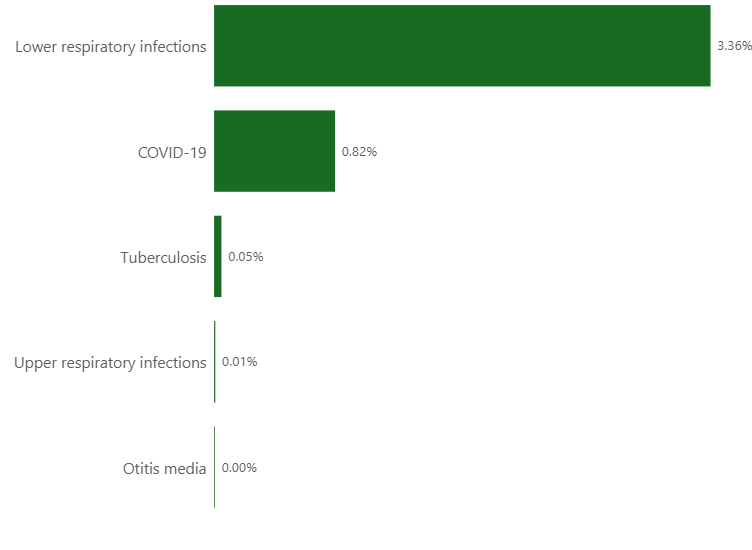 Lower respiratory infections 3.36%
COVID-19 0.82%
Tuberculosis 0.05%
Upper respiratory infections 0.01%
Otitis media 0.00%